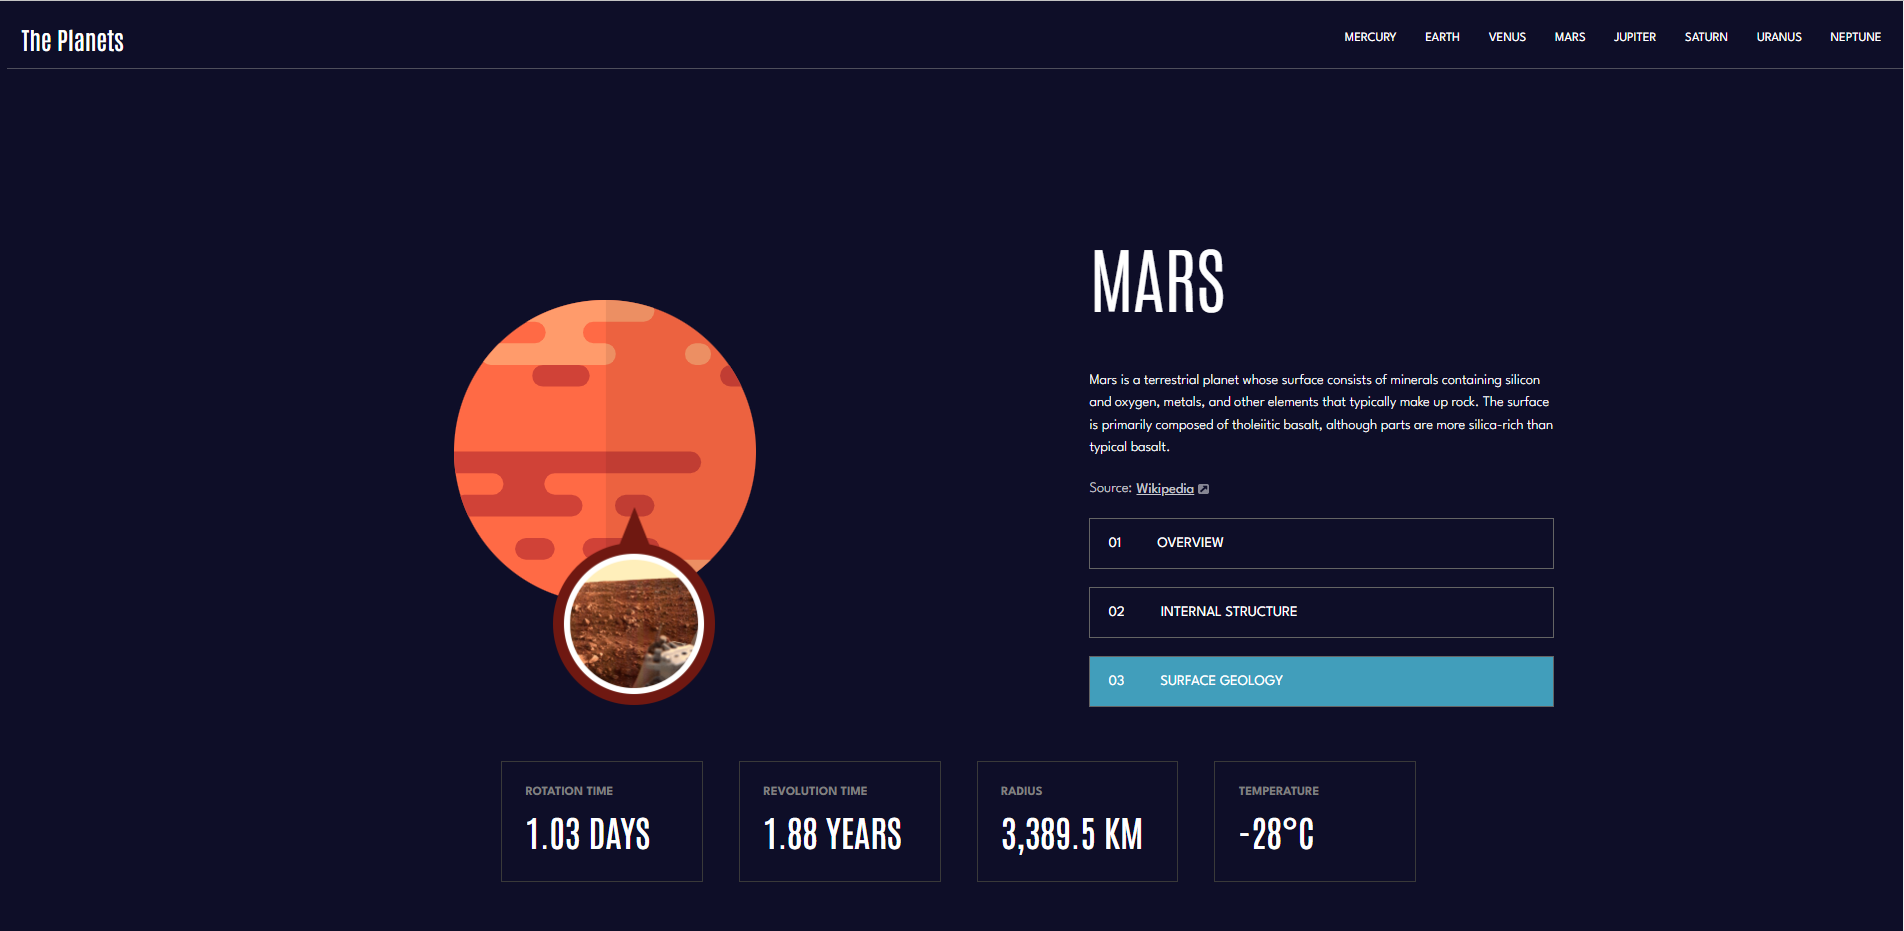 The Planets
MERCURY EARTH VENUS MARS JUPITER SATURN URANUS NEPTUNE
MARS
Mars is a terrestrial planet whose surface consists of minerals containing silicon
and oxygen, metals, and other elements that typically make up rock. The surface
is primarily composed of tholeiitic basalt, although parts are more silica-rich than
typical basalt.
Source: Wikipedia
01 OVERVIEW
02 INTERNAL STRUCTURE
03 SURFACE GEOLOGY
ROTATION TIME
1.03 DAYS
REVOLUTION TIME
1.88 YEARS
RADIUS
3,389.5 KM
TEMPERATURE
-28°C